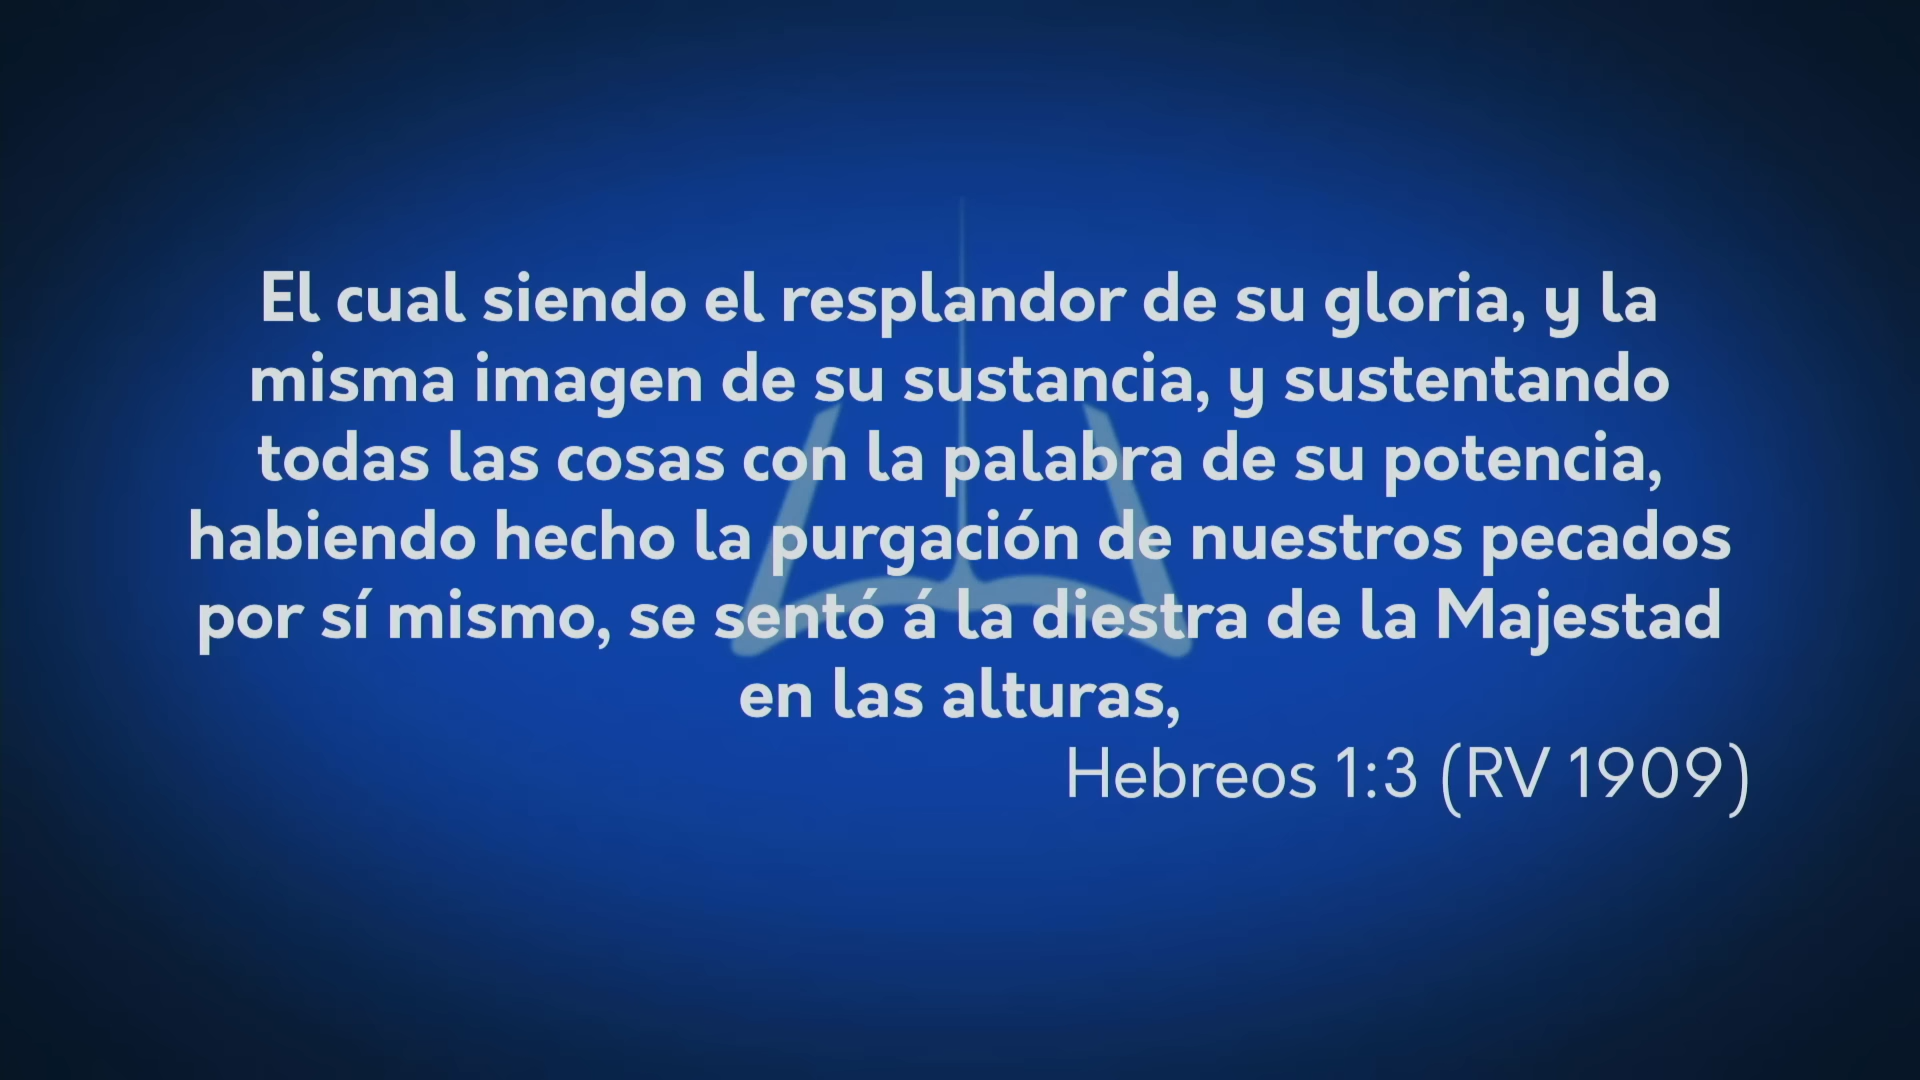 El cual siendo el resplandor de su gloria, y la
misma imagen de su sustancia, y sustentando
todas las cosas con la palabra de su potencia,
habiendo hecho la purgación de nuestros pecados
por sí mismo, se sentó á la diestra de la Majestad
en las alturas,
Hebreos 1:3 (RV 1909)